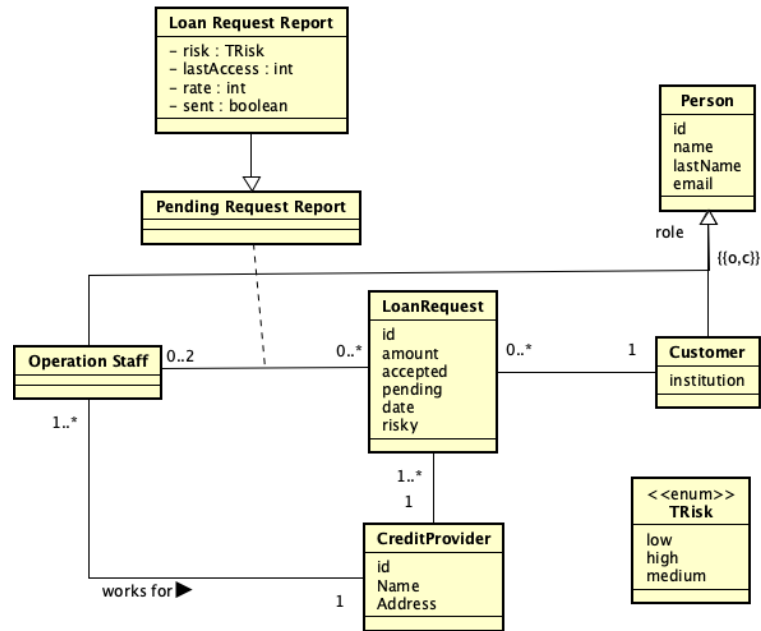 Loan Request Report
- risk : TRisk
- lastAccess : int
- rate : int
- sent : boolean
Person
id
name
lastName
email
Pending Request Report
role
{{o,c}}
LoanRequest
id
amount
accepted
pending
date
risky
Operation Staff
0..2
0..*
0..*
1
Customer
institution
1..*
1..*
1
<<enum>>
TRisk
low
high
medium
CreditProvider
id
Name
Address
works for
1